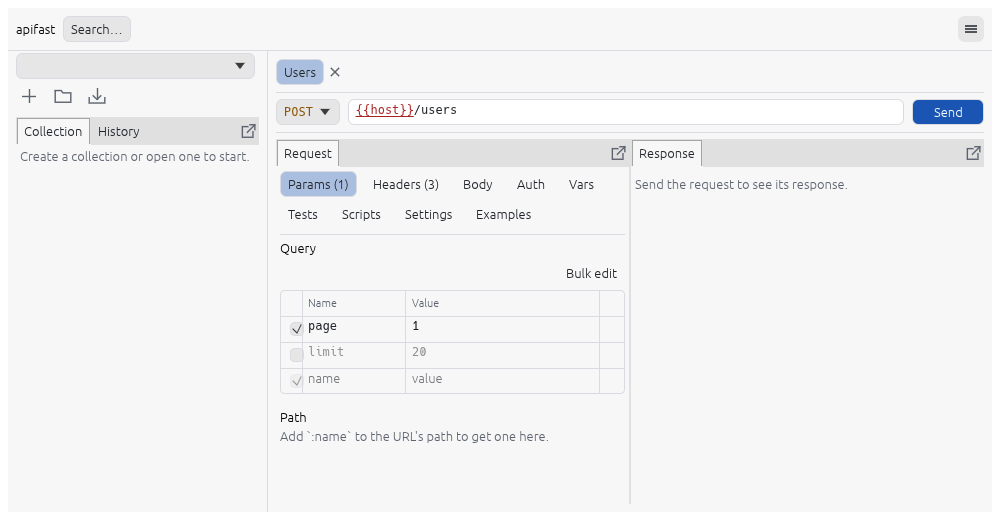 apifast Search...
Users
POST {{host}}/users Send
Collection History
Create a collection or open one to start.
Request
Params (1) Headers (3) Body Auth Vars
Tests Scripts Settings Examples
Query
Bulk edit
Name Value
page 1
limit 20
name value
Path
Add `:name` to the URL's path to get one here.
Response
Send the request to see its response.